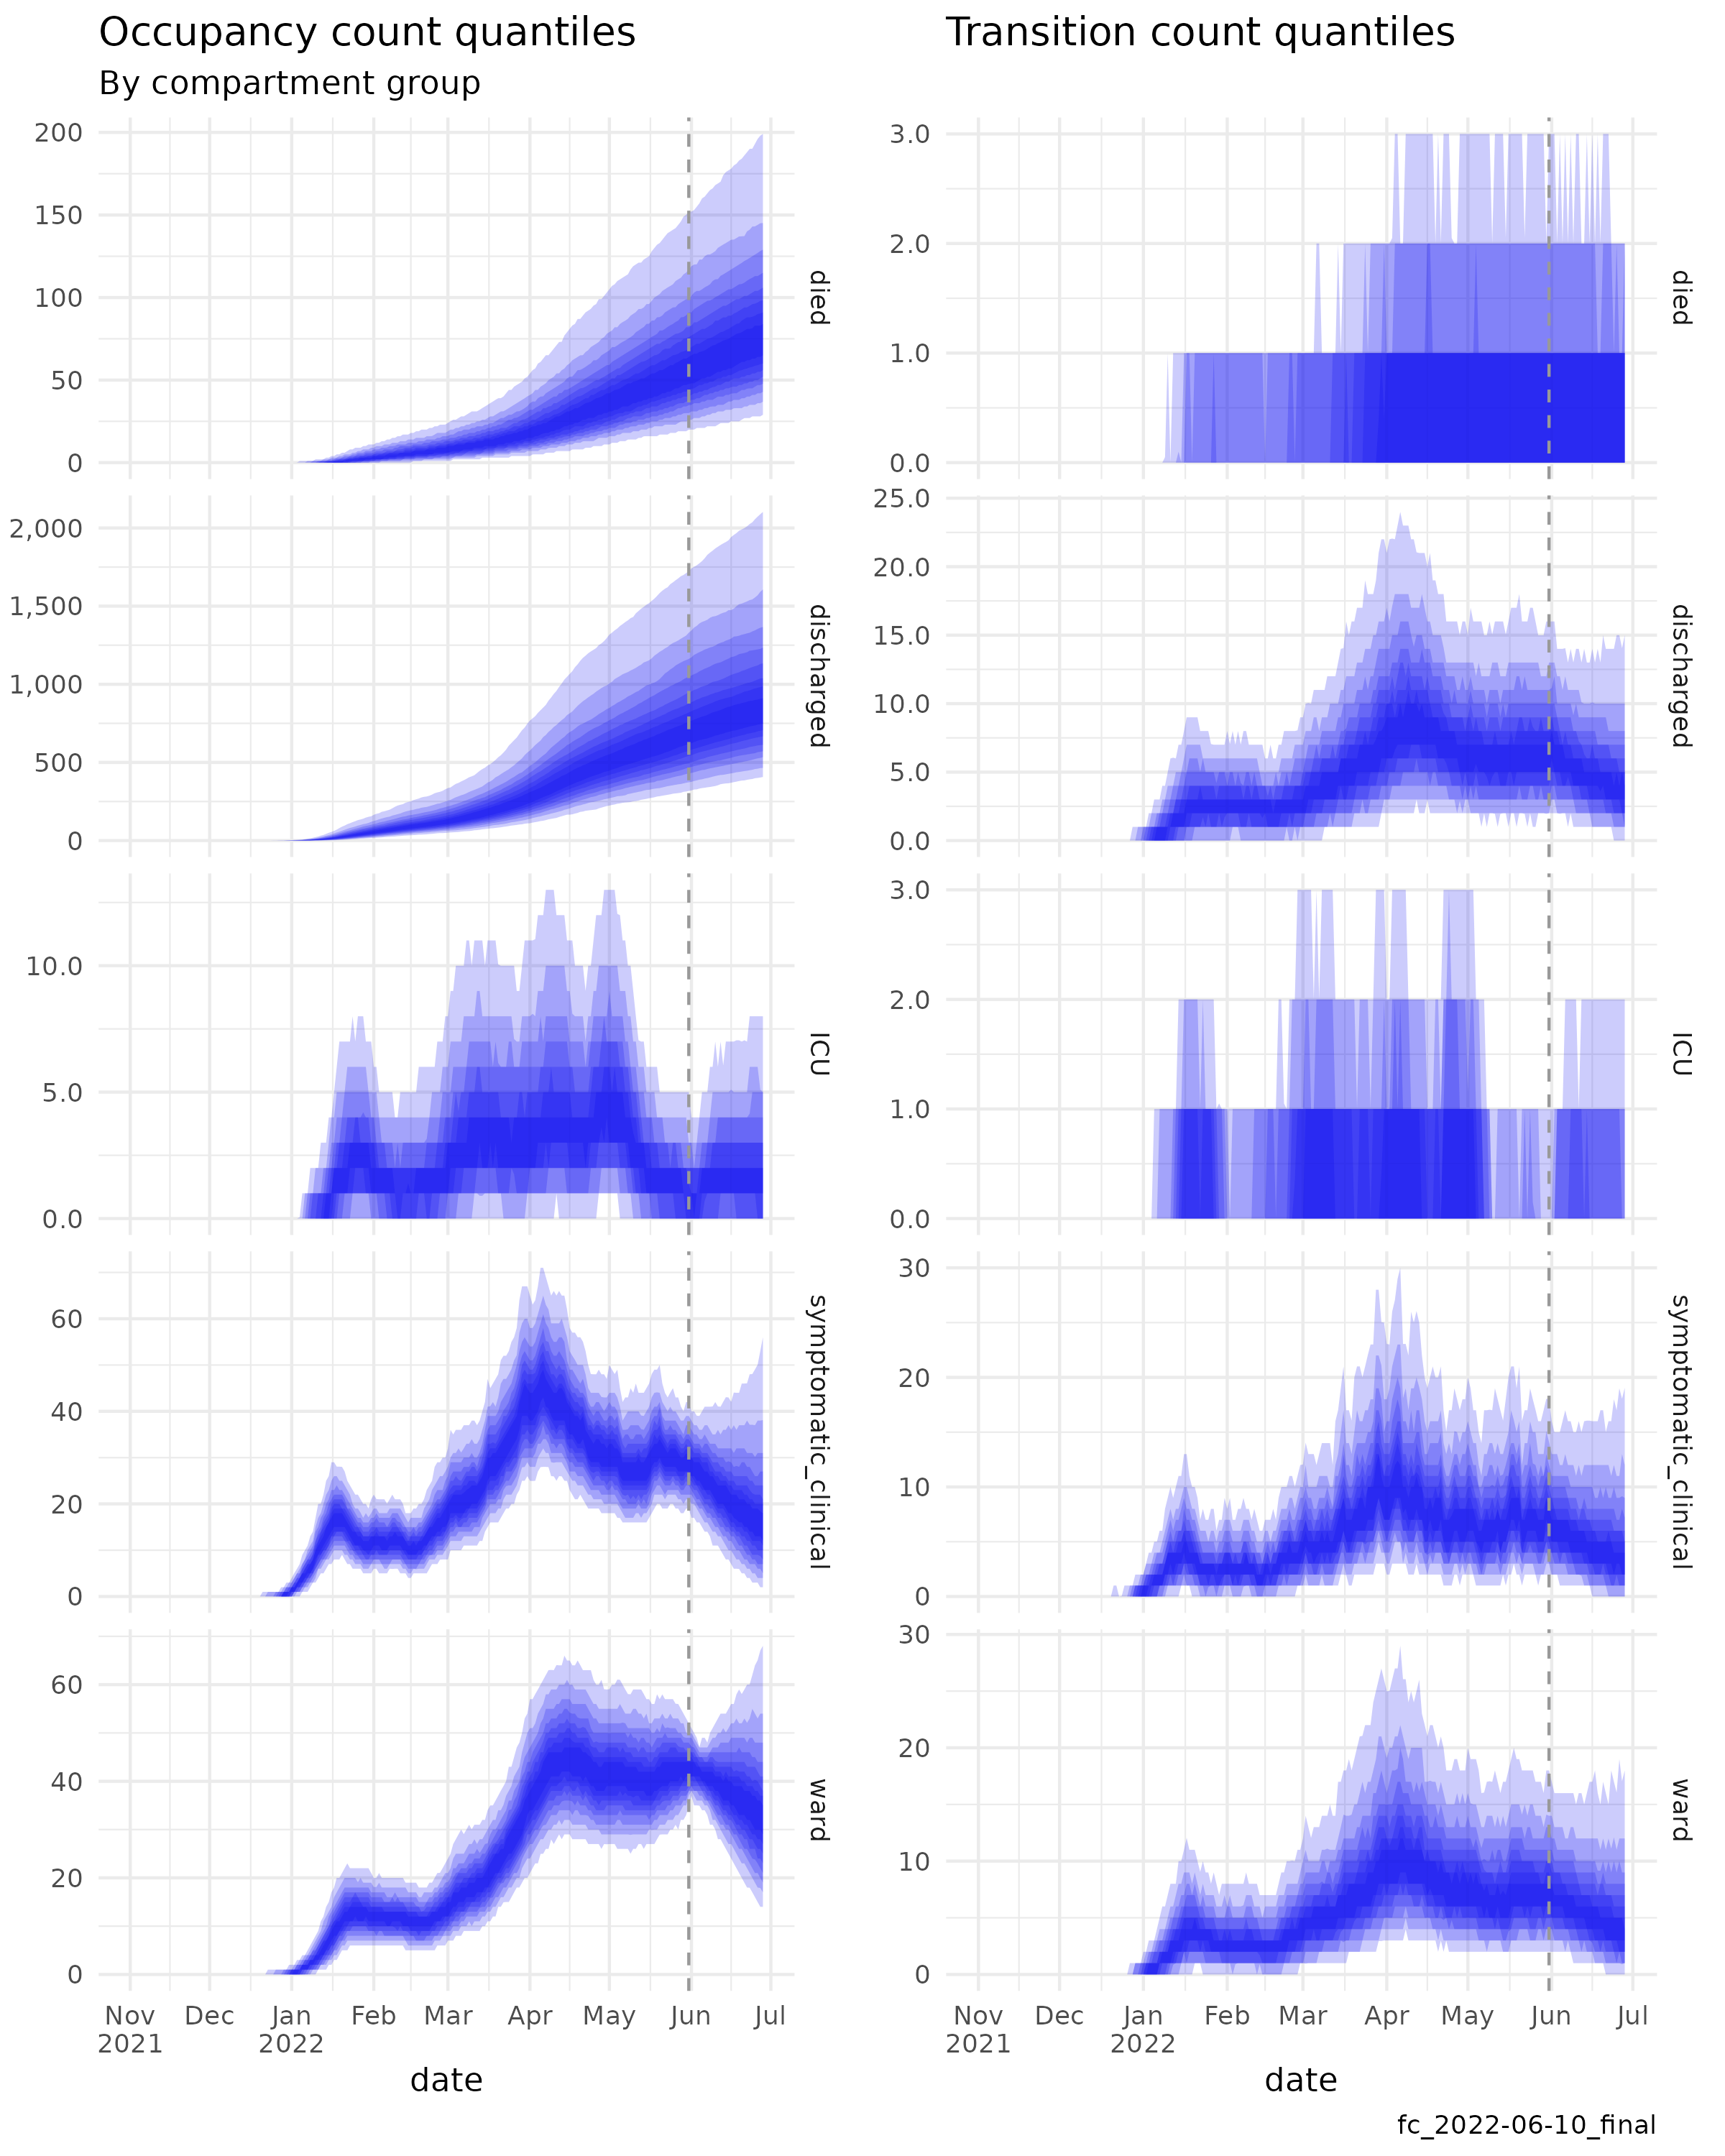 Occupancy count quantiles
By compartment group
200
150
100
50
0
died
2,000
1,500
1,000
500
0
discharged
10.0
5.0
0.0
ICU
60
40
20
0
symptomatic_clinical
60
40
20
0
ward
Nov Dec Jan Feb Mar Apr May Jun Jul
2021 2022
date
Transition count quantiles
3.0
2.0
1.0
0.0
died
25.0
20.0
15.0
10.0
5.0
0.0
discharged
3.0
2.0
1.0
0.0
ICU
30
20
10
0
symptomatic_clinical
30
20
10
0
ward
Nov Dec Jan Feb Mar Apr May Jun Jul
2021 2022
date
fc_2022-06-10_final